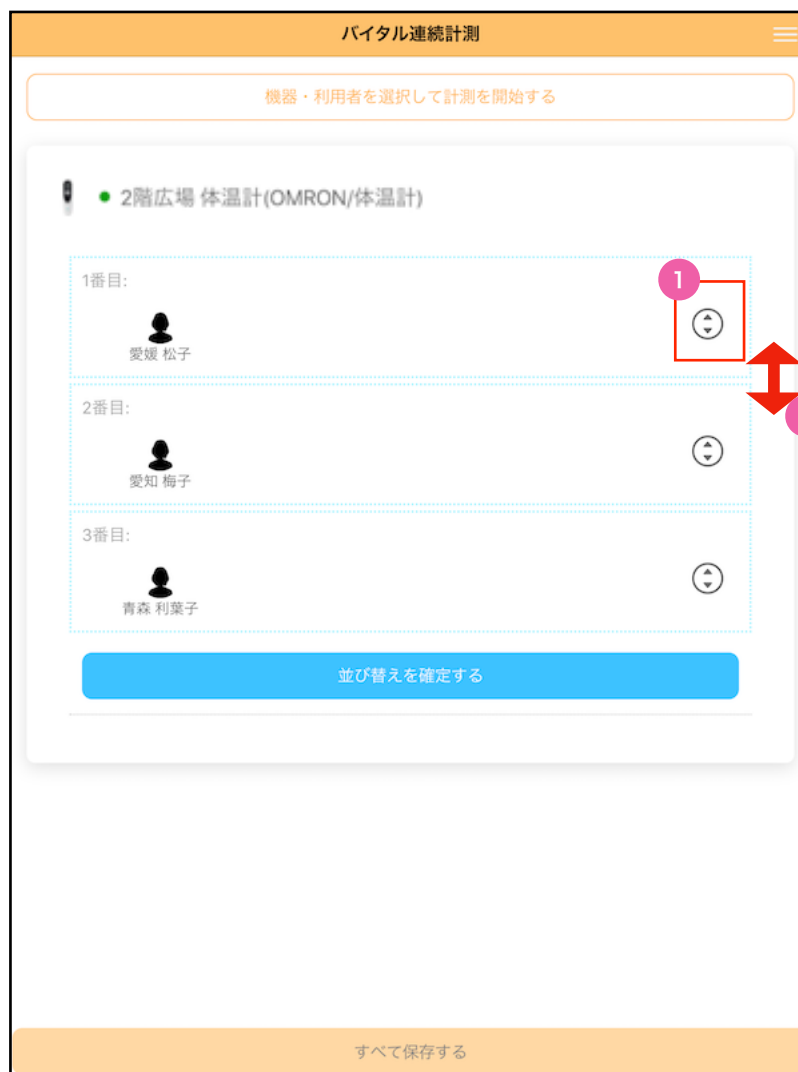 バイタル連続計測
機器・利用者を選択して計測を開始する
2階広場 体温計(OMRON/体温計)
1番目:
1
愛媛 松子
2番目:
愛知 梅子
3番目:
青森 利葉子
並び替えを確定する
すべて保存する